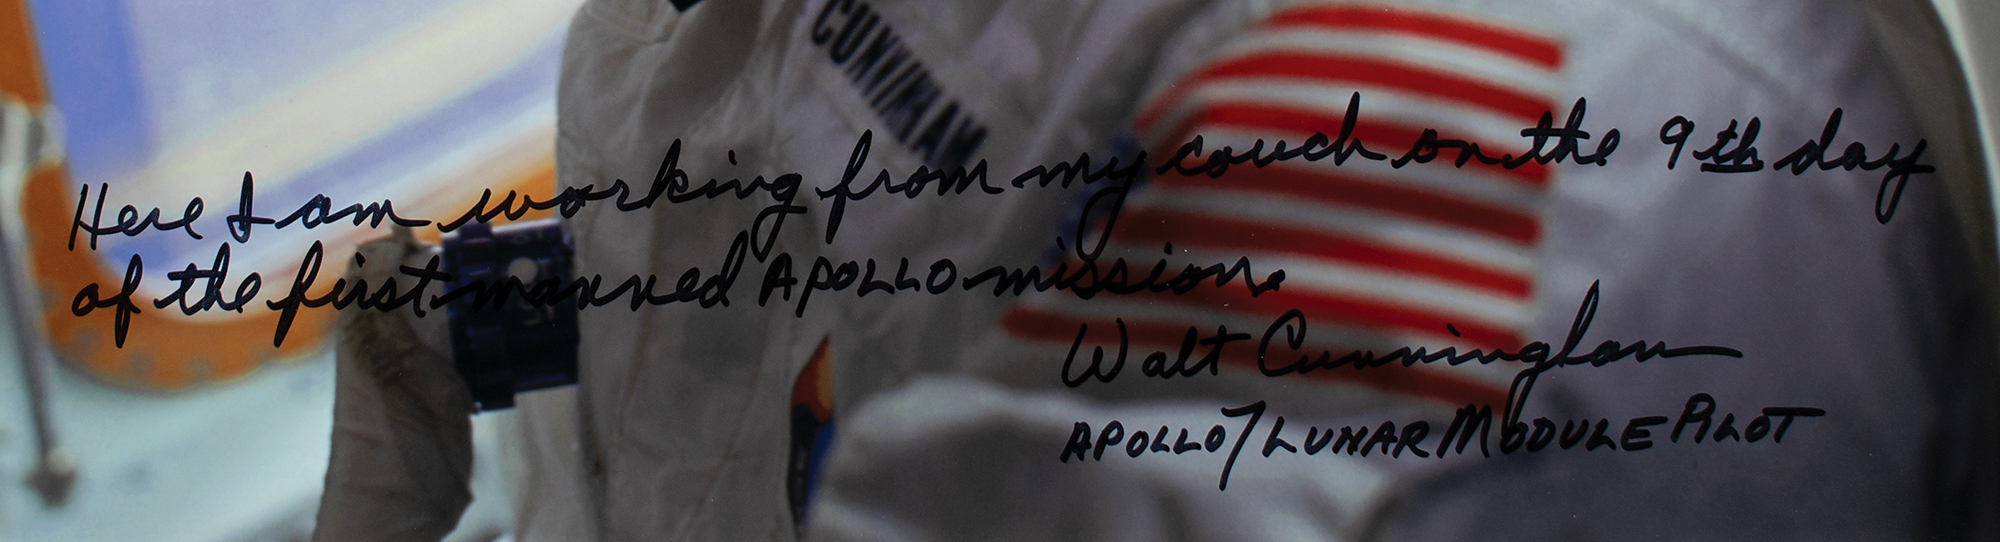 CUNNINGHAM
Here I am working from my couch on the 9th day
of the first manned APOLLO mission.
Walt Cunningham
APOLLO 7 LUNAR MODULE PILOT